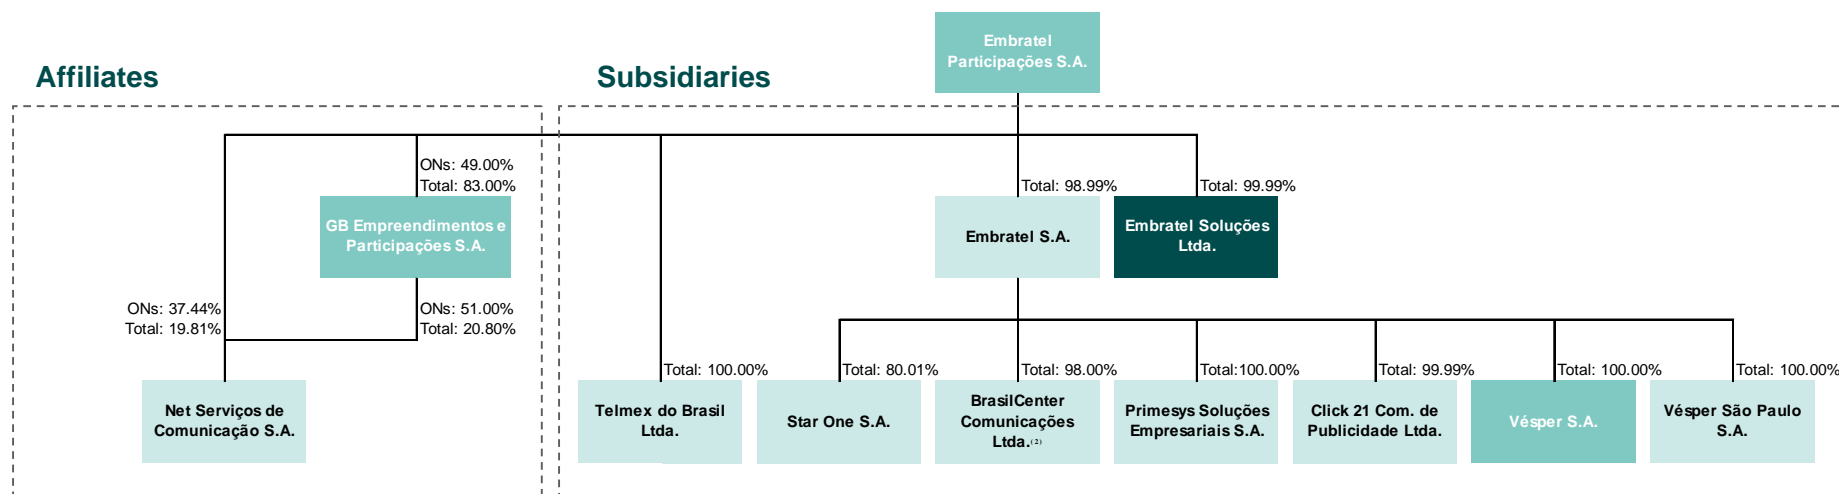 Embratel
Participações S.A.
Affiliates
Subsidiaries
ONs: 49.00%
Total: 83.00%
Total: 98.99%
Total: 99.99%
GB Empreendimentos e
Participações S.A.
Embratel S.A.
Embratel Soluções
Ltda.
ONs: 37.44%
Total: 19.81%
ONs: 51.00%
Total: 20.80%
Total: 100.00%
Total: 80.01%
Total: 98.00%
Total:100.00%
Total: 99.99%
Total: 100.00%
Total: 100.00%
Net Serviços de
Comunicação S.A.
Telmex do Brasil
Ltda.
Star One S.A.
BrasilCenter
Comunicações
Ltda.(2)
Primesys Soluções
Empresariais S.A.
Click 21 Com. de
Publicidade Ltda.
Vésper S.A.
Vésper São Paulo
S.A.